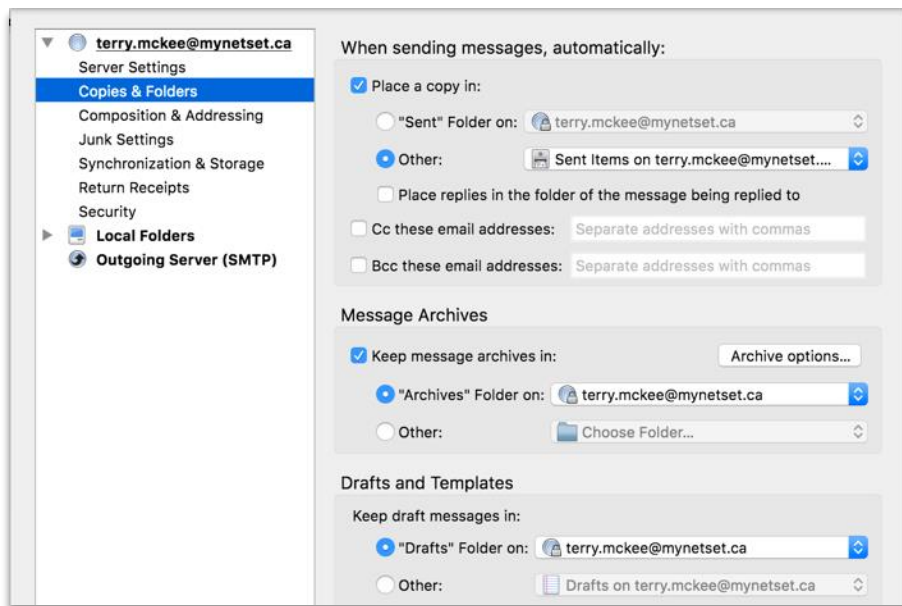 terry.mckee@mynetset.ca
Server Settings
Copies & Folders
Composition & Addressing
Junk Settings
Synchronization & Storage
Return Receipts
Security
Local Folders
Outgoing Server (SMTP)
When sending messages, automatically:
Place a copy in:
"Sent" Folder on: terry.mckee@mynetset.ca
Other: Sent Items on terry.mckee@mynetset....
Place replies in the folder of the message being replied to
Cc these email addresses: Separate addresses with commas
Bcc these email addresses: Separate addresses with commas
Message Archives
Keep message archives in: Archive options...
"Archives" Folder on: terry.mckee@mynetset.ca
Other: Choose Folder...
Drafts and Templates
Keep draft messages in:
"Drafts" Folder on: terry.mckee@mynetset.ca
Other: Drafts on terry.mckee@mynetset.ca